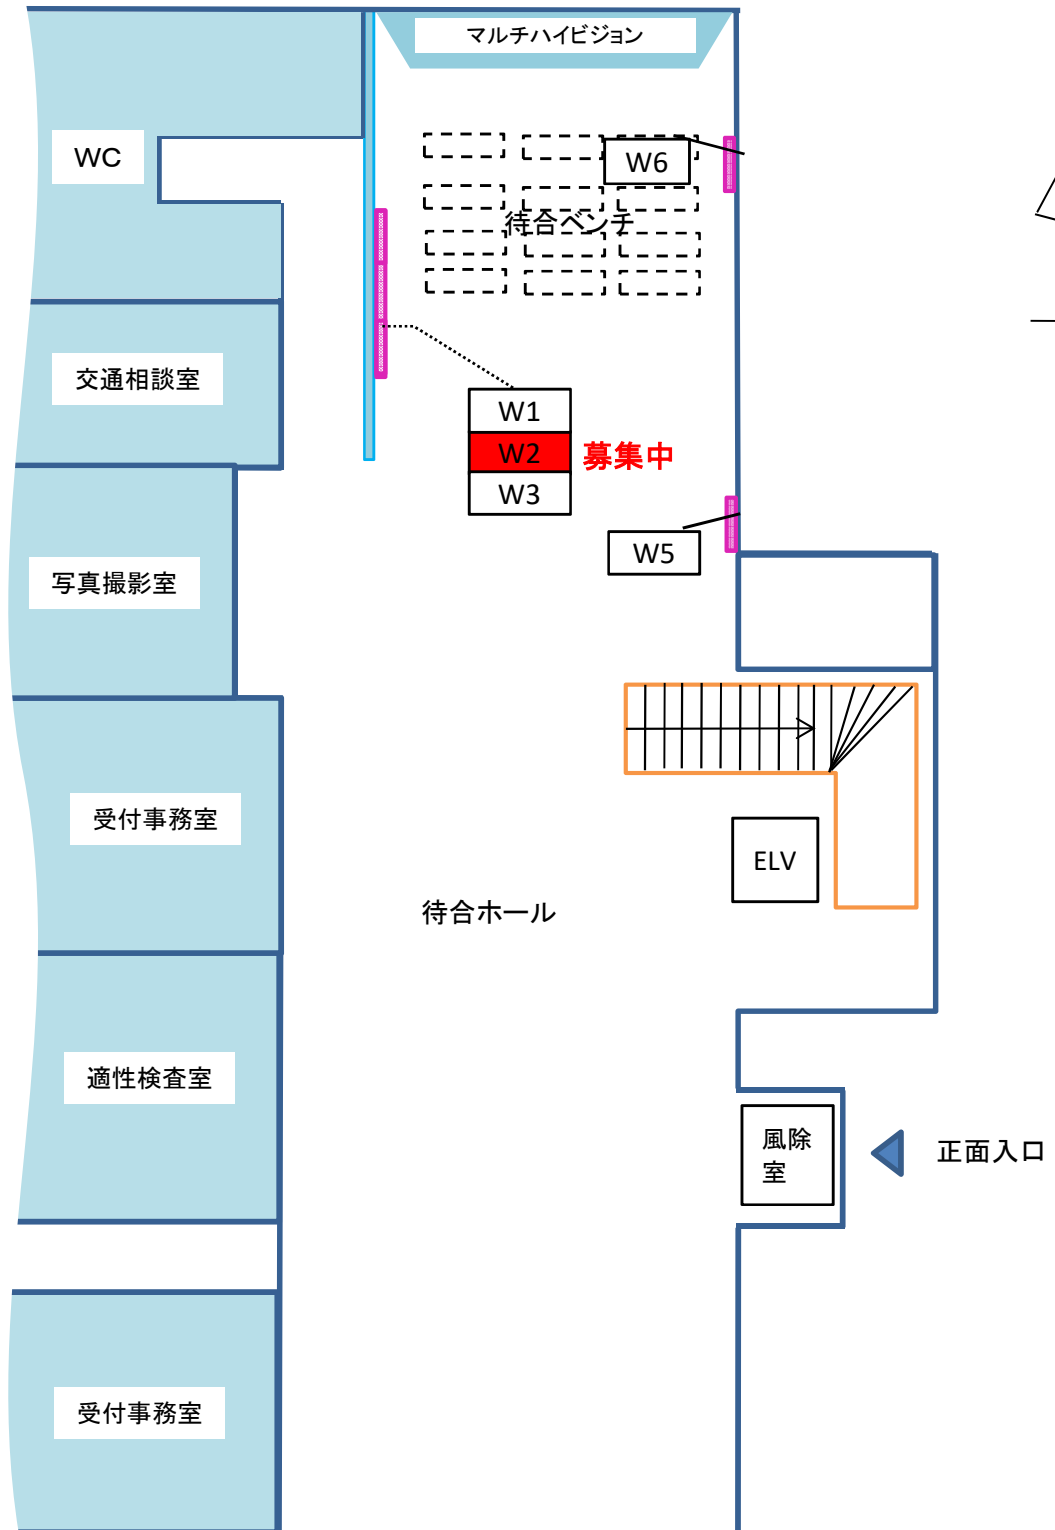 マルチハイビジョン
WC
W6
待合ベンチ
交通相談室
W1
W2
募集中
W3
W5
写真撮影室
受付事務室
ELV
待合ホール
適性検査室
風除
室
正面入口
受付事務室